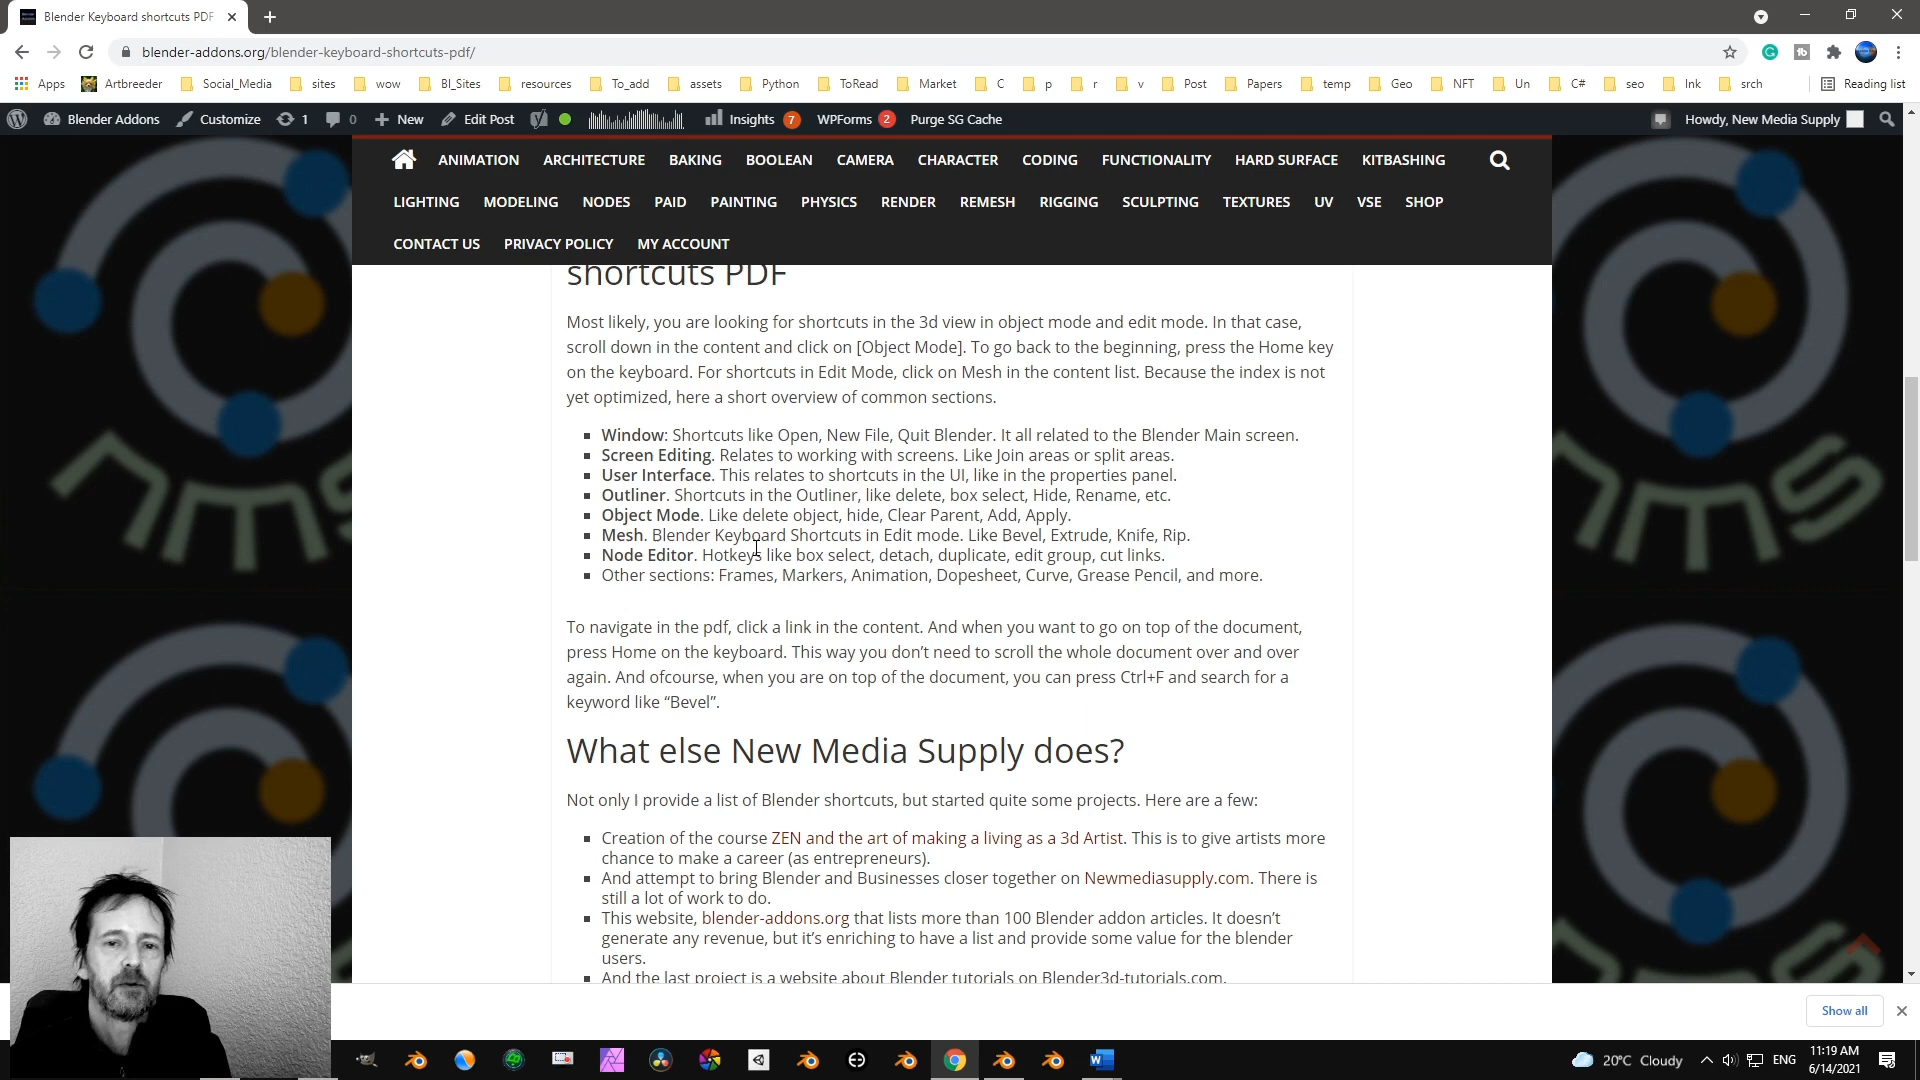 Blender Keyboard shortcuts PDF
blender-addons.org/blender-keyboard-shortcuts-pdf/
Apps Artbreeder Social_Media sites wow Bl_Sites resources To_add assets Python ToRead Market C p r v Post Papers temp Geo NFT Un C# seo Ink srch Reading list
Blender Addons Customize 1 0 New Edit Post Insights 7 WPForms 2 Purge SG Cache Howdy, New Media Supply
ANIMATION ARCHITECTURE BAKING BOOLEAN CAMERA CHARACTER CODING FUNCTIONALITY HARD SURFACE KITBASHING
LIGHTING MODELING NODES PAID PAINTING PHYSICS RENDER REMESH RIGGING SCULPTING TEXTURES UV VSE SHOP
CONTACT US PRIVACY POLICY MY ACCOUNT
shortcuts PDF
Most likely, you are looking for shortcuts in the 3d view in object mode and edit mode. In that case,
scroll down in the content and click on [Object Mode]. To go back to the beginning, press the Home key
on the keyboard. For shortcuts in Edit Mode, click on Mesh in the content list. Because the index is not
yet optimized, here a short overview of common sections.
Window: Shortcuts like Open, New File, Quit Blender. It all related to the Blender Main screen.
Screen Editing. Relates to working with screens. Like Join areas or split areas.
User Interface. This relates to shortcuts in the UI, like in the properties panel.
Outliner. Shortcuts in the Outliner, like delete, box select, Hide, Rename, etc.
Object Mode. Like delete object, hide, Clear Parent, Add, Apply.
Mesh. Blender Keyboard Shortcuts in Edit mode. Like Bevel, Extrude, Knife, Rip.
Node Editor. Hotkeys like box select, detach, duplicate, edit group, cut links.
Other sections: Frames, Markers, Animation, Dopesheet, Curve, Grease Pencil, and more.
To navigate in the pdf, click a link in the content. And when you want to go on top of the document,
press Home on the keyboard. This way you don't need to scroll the whole document over and over
again. And ofcourse, when you are on top of the document, you can press Ctrl+F and search for a
keyword like “Bevel”.
What else New Media Supply does?
Not only I provide a list of Blender shortcuts, but started quite some projects. Here are a few:
Creation of the course ZEN and the art of making a living as a 3d Artist. This is to give artists more
chance to make a career (as entrepreneurs).
And attempt to bring Blender and Businesses closer together on Newmediasupply.com. There is
still a lot of work to do.
This website, blender-addons.org that lists more than 100 Blender addon articles. It doesn't
generate any revenue, but it's enriching to have a list and provide some value for the blender
users.
And the last project is a website about Blender tutorials on Blender3d-tutorials.com.
Show all
20°C Cloudy ENG 11:19 AM
6/14/2021
nms
nms